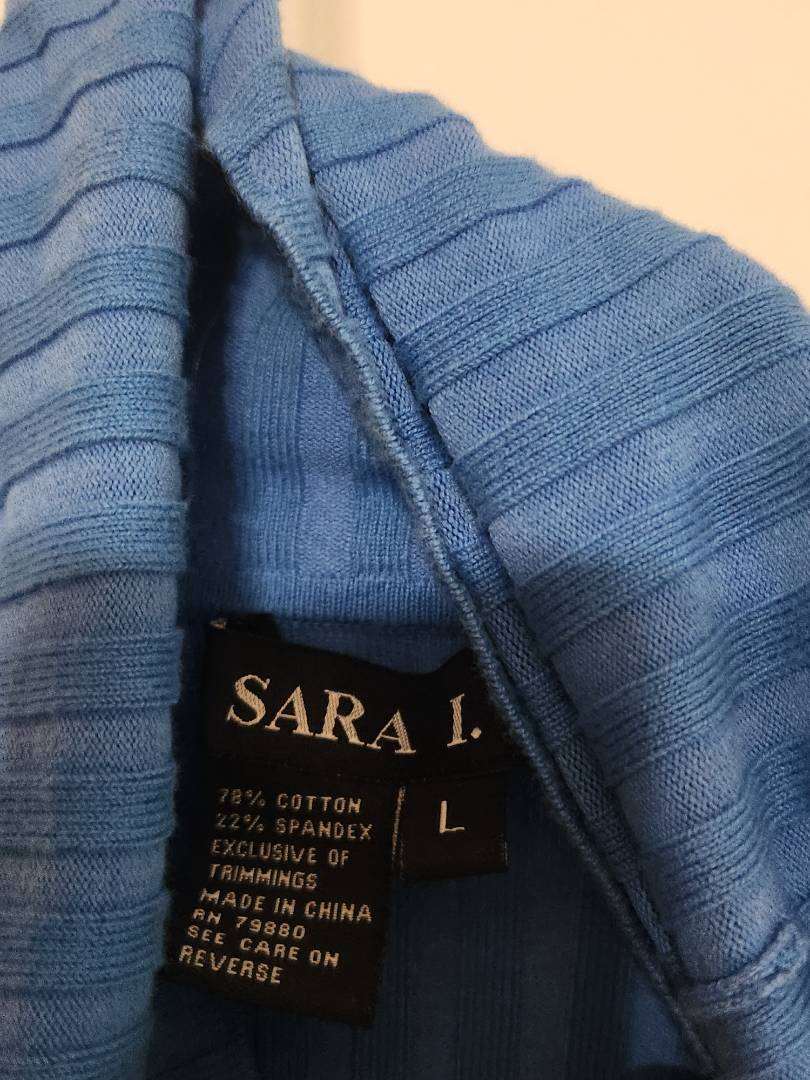 SARA I.
L
78% COTTON
22% SPANDEX
EXCLUSIVE OF
TRIMMINGS
MADE IN CHINA
RN 79880
SEE CARE ON
REVERSE